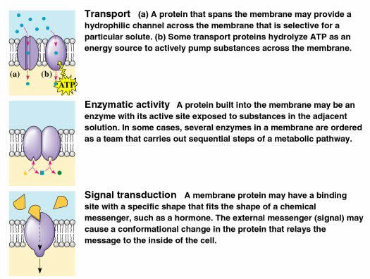 Transport (a) A protein that spans the membrane may provide a
hydrophilic channel across the membrane that is selective for a
particular solute. (b) Some transport proteins hydrolyze ATP as an
energy source to actively pump substances across the membrane.
(a) (b)
ATP
Enzymatic activity A protein built into the membrane may be an
enzyme with its active site exposed to substances in the adjacent
solution. In some cases, several enzymes in a membrane are ordered
as a team that carries out sequential steps of a metabolic pathway.
Signal transduction A membrane protein may have a binding
site with a specific shape that fits the shape of a chemical
messenger, such as a hormone. The external messenger (signal) may
cause a conformational change in the protein that relays the
message to the inside of the cell.